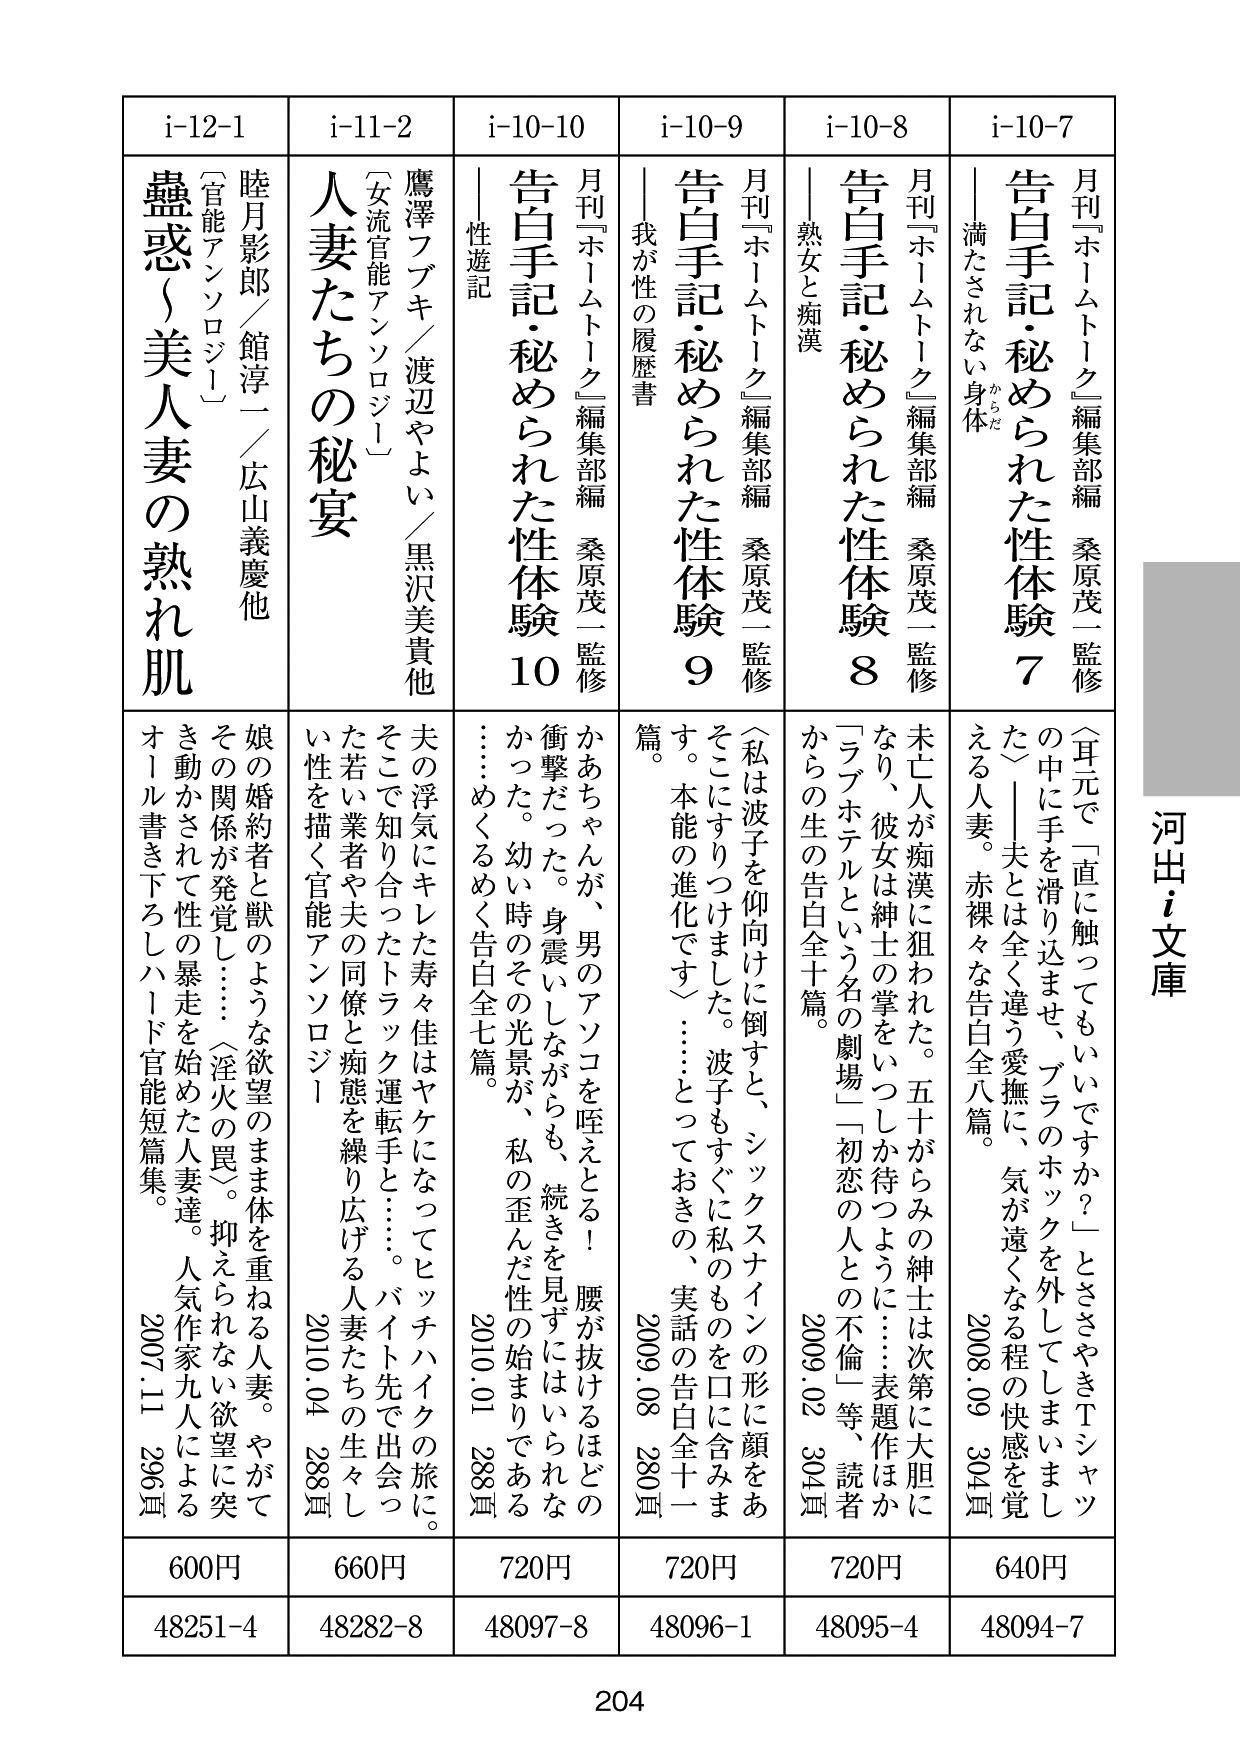 i-10-7
月刊『ホームトーク』編集部編　桑原茂一監修
告白手記・秘められた性体験 7
――満たされない身体
からだ
〈耳元で「直に触ってもいいですか？」とささやきTシャツ
の中に手を滑り込ませ、ブラのホックを外してしまいまし
た〉――夫とは全く違う愛撫に、気が遠くなる程の快感を覚
える人妻。赤裸々な告白全八篇。
2008.09　304頁
640円
48094-7
i-10-8
月刊『ホームトーク』編集部編　桑原茂一監修
告白手記・秘められた性体験 8
――熟女と痴漢
未亡人が痴漢に狙われた。五十がらみの紳士は次第に大胆に
なり、彼女は紳士の掌をいつしか待つように……表題作ほか
「ラブホテルという名の劇場」「初恋の人との不倫」等、読者
からの生の告白全十篇。
2009.02　304頁
720円
48095-4
i-10-9
月刊『ホームトーク』編集部編　桑原茂一監修
告白手記・秘められた性体験 9
――我が性の履歴書
〈私は波子を仰向けに倒すと、シックスナインの形に顔をあ
そこにすりつけました。波子もすぐに私のものを口に含みま
す。本能の進化です〉……とっておきの、実話の告白全十一
篇。
2009.08　280頁
720円
48096-1
i-10-10
月刊『ホームトーク』編集部編　桑原茂一監修
告白手記・秘められた性体験 10
――性遊記
かあちゃんが、男のアソコを咥えとる！　腰が抜けるほどの
衝撃だった。身震いしながらも、続きを見ずにはいられな
かった。幼い時のその光景が、私の歪んだ性の始まりである
……めくるめく告白全七篇。
2010.01　288頁
720円
48097-8
i-11-2
鷹澤フブキ／渡辺やよい／黒沢美貴他
〔女流官能アンソロジー〕
人妻たちの秘宴
夫の浮気にキレた寿々佳はヤケになってヒッチハイクの旅に。
そこで知り合ったトラック運転手と……。バイト先で出会っ
た若い業者や夫の同僚と痴態を繰り広げる人妻たちの生々し
い性を描く官能アンソロジー
2010.04　288頁
660円
48282-8
i-12-1
睦月影郎／館淳一／広山義慶他
〔官能アンソロジー〕
蠱惑～美人妻の熟れ肌
娘の婚約者と獣のような欲望のまま体を重ねる人妻。やがて
その関係が発覚し……〈淫火の罠〉。抑えられない欲望に突
き動かされて性の暴走を始めた人妻達。人気作家九人による
オール書き下ろしハード官能短篇集。
2007.11　296頁
600円
48251-4
河出i文庫
204